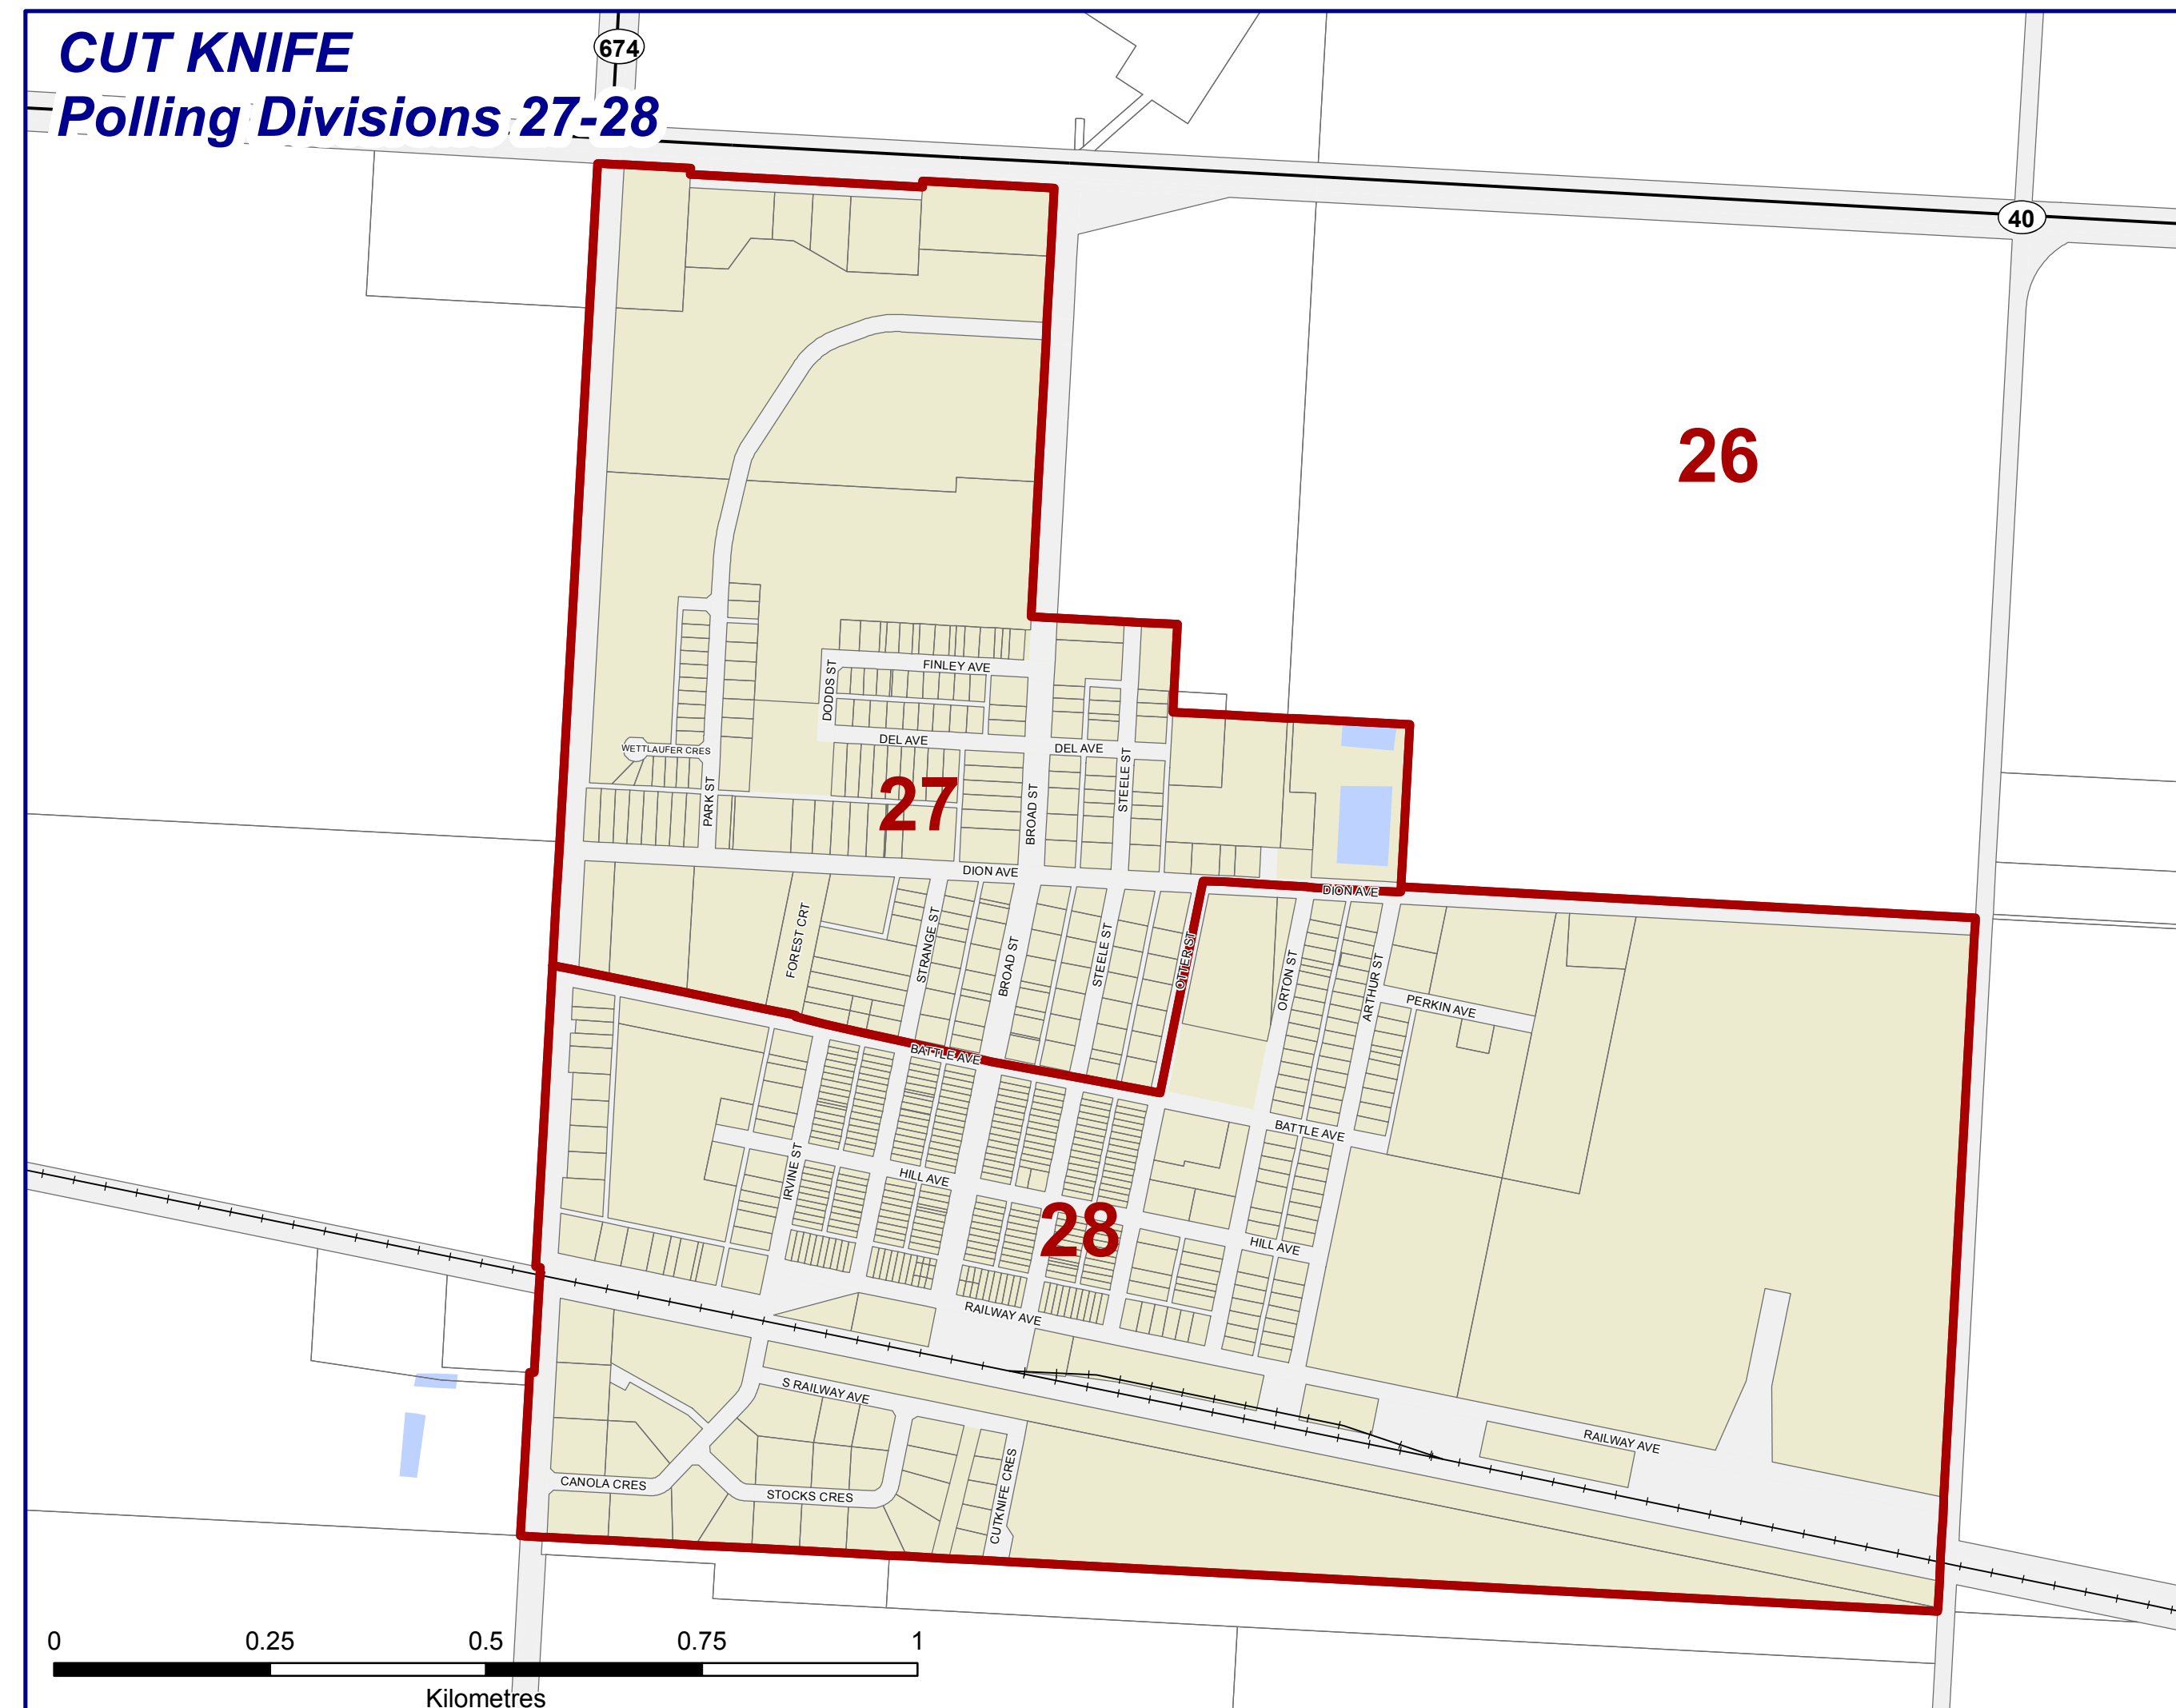 CUT KNIFE
Polling Divisions 27-28
674
40
26
FINLEY AVE
DODDS ST
DEL AVE
DEL AVE
WETTLAUFER CRES
PARK ST
27
BROAD ST
STEELE ST
DION AVE
DION AVE
FOREST CRT
STRANGE ST
BROAD ST
STEELE ST
OTTER ST
ORTON ST
ARTHUR ST
PERKIN AVE
BATTLE AVE
BATTLE AVE
IRVINE ST
HILL AVE
28
HILL AVE
RAILWAY AVE
S RAILWAY AVE
RAILWAY AVE
CANOLA CRES
STOCKS CRES
CUTKNIFE CRES
0 0.25 0.5 0.75 1
Kilometres